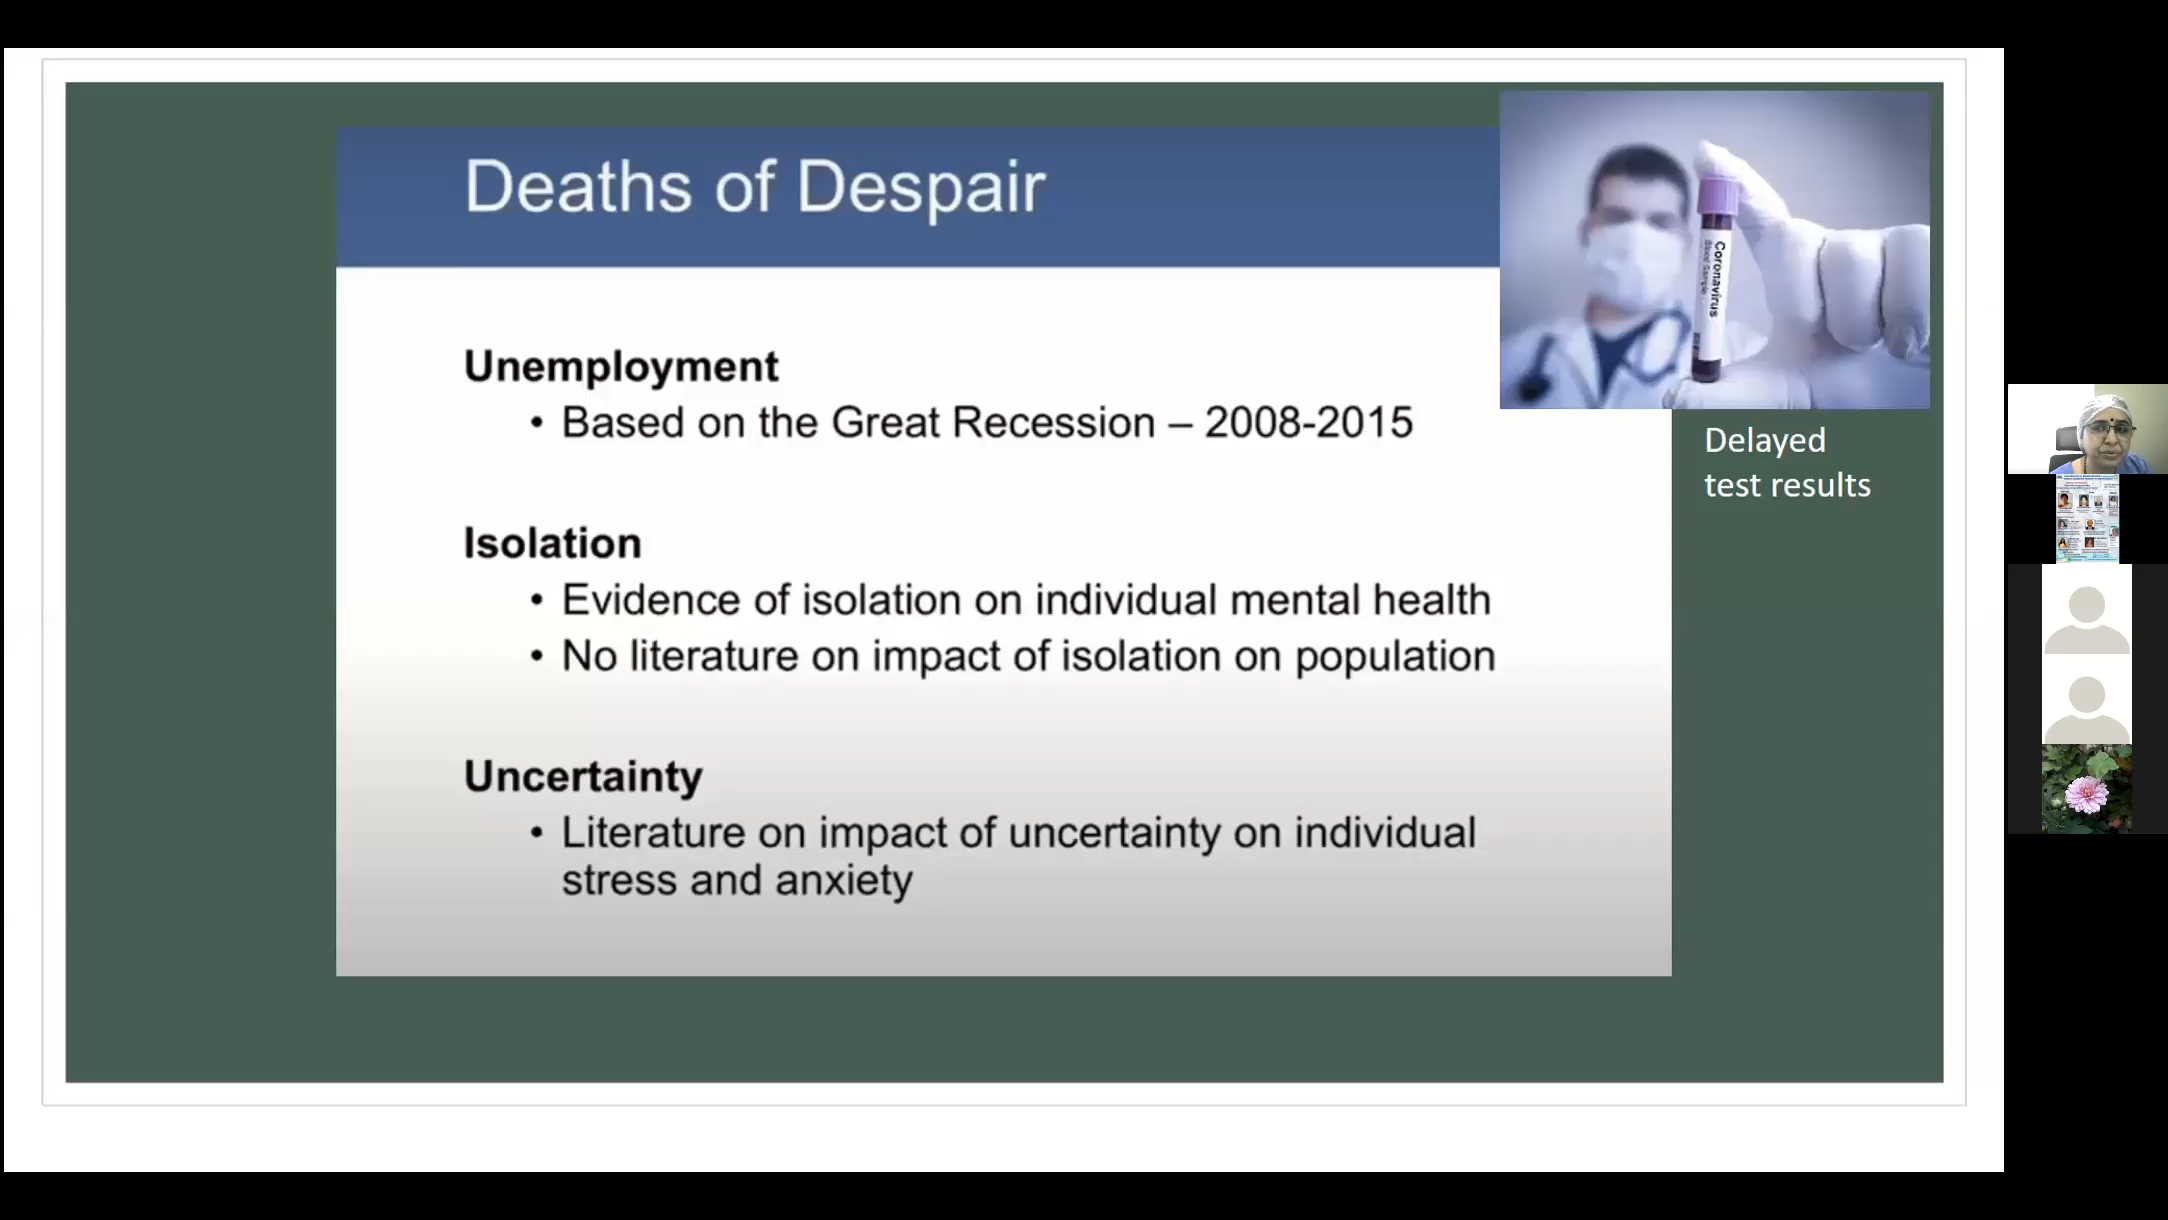 Deaths of Despair
Coronavirus
Blood Sample
Unemployment
• Based on the Great Recession – 2008-2015
Delayed
test results
Isolation
• Evidence of isolation on individual mental health
• No literature on impact of isolation on population
Uncertainty
• Literature on impact of uncertainty on individual
stress and anxiety